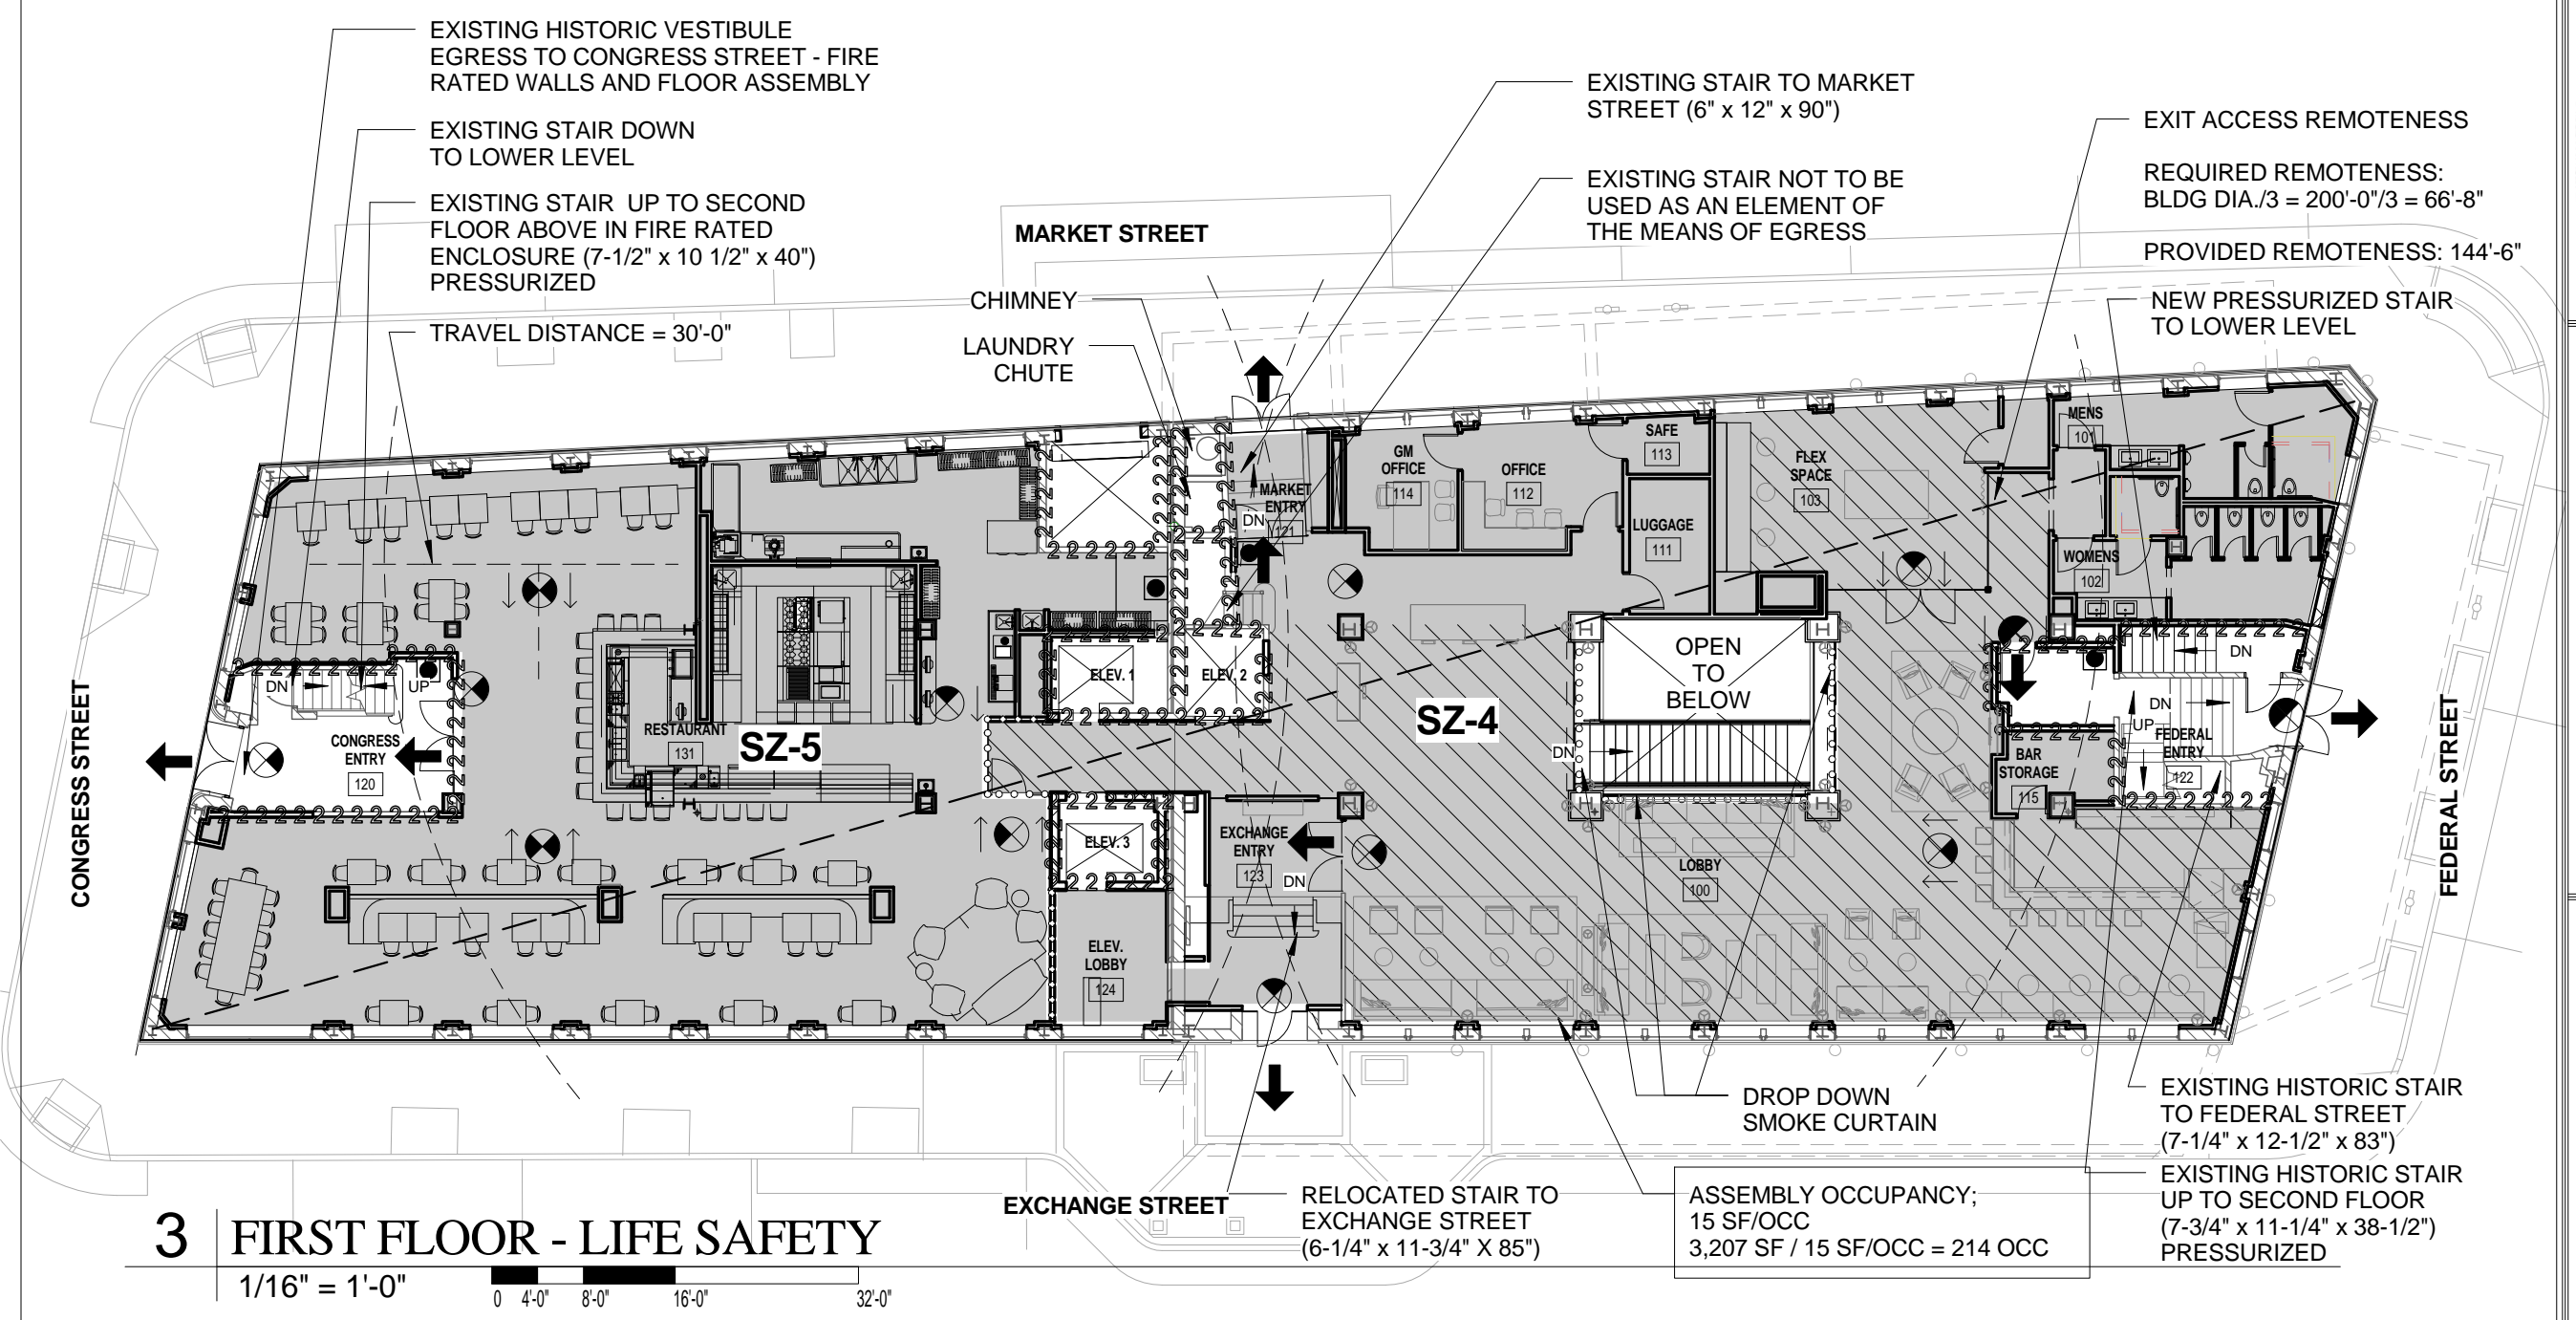 EXISTING HISTORIC VESTIBULE
EGRESS TO CONGRESS STREET - FIRE
RATED WALLS AND FLOOR ASSEMBLY
EXISTING STAIR DOWN
TO LOWER LEVEL
EXISTING STAIR  UP TO SECOND
FLOOR ABOVE IN FIRE RATED
ENCLOSURE (7-1/2" x 10 1/2" x 40")
PRESSURIZED
TRAVEL DISTANCE = 30'-0"
MARKET STREET
CHIMNEY
LAUNDRY
CHUTE
EXISTING STAIR TO MARKET
STREET (6" x 12" x 90")
EXISTING STAIR NOT TO BE
USED AS AN ELEMENT OF
THE MEANS OF EGRESS
EXIT ACCESS REMOTENESS
REQUIRED REMOTENESS:
BLDG DIA./3 = 200'-0"/3 = 66'-8"
PROVIDED REMOTENESS: 144'-6"
NEW PRESSURIZED STAIR
TO LOWER LEVEL
MENS
101
SAFE
113
GM
OFFICE
114
OFFICE
112
FLEX
SPACE
103
MARKET
ENTRY
121
DN
LUGGAGE
111
WOMENS
102
OPEN
TO
BELOW
DN
DN
UP
ELEV. 1
ELEV. 2
DN
UP
DN
FEDERAL
ENTRY
122
SZ-4
RESTAURANT
131
SZ-5
CONGRESS
ENTRY
120
CONGRESS STREET
FEDERAL STREET
DN
BAR
STORAGE
115
ELEV. 3
EXCHANGE
ENTRY
123
DN
LOBBY
100
ELEV.
LOBBY
124
DROP DOWN
SMOKE CURTAIN
EXISTING HISTORIC STAIR
TO FEDERAL STREET
(7-1/4" x 12-1/2" x 83")
EXISTING HISTORIC STAIR
UP TO SECOND FLOOR
(7-3/4" x 11-1/4" x 38-1/2")
PRESSURIZED
EXCHANGE STREET
RELOCATED STAIR TO
EXCHANGE STREET
(6-1/4" x 11-3/4" X 85")
ASSEMBLY OCCUPANCY;
15 SF/OCC
3,207 SF / 15 SF/OCC = 214 OCC
3 FIRST FLOOR - LIFE SAFETY
1/16" = 1'-0"
0 4'-0" 8'-0" 16'-0" 32'-0"